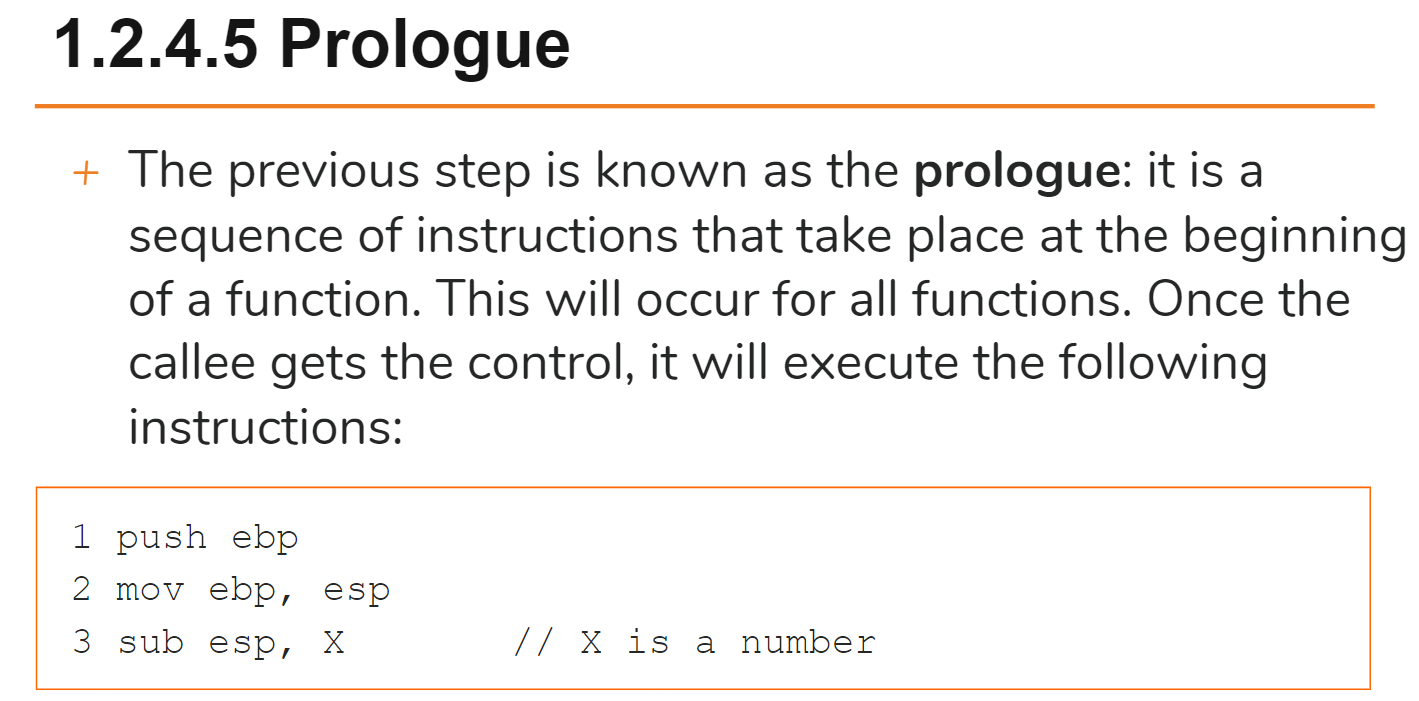 1.2.4.5 Prologue
+ The previous step is known as the prologue: it is a
sequence of instructions that take place at the beginning
of a function. This will occur for all functions. Once the
callee gets the control, it will execute the following
instructions:
1 push ebp
2 mov ebp, esp
3 sub esp, X // X is a number